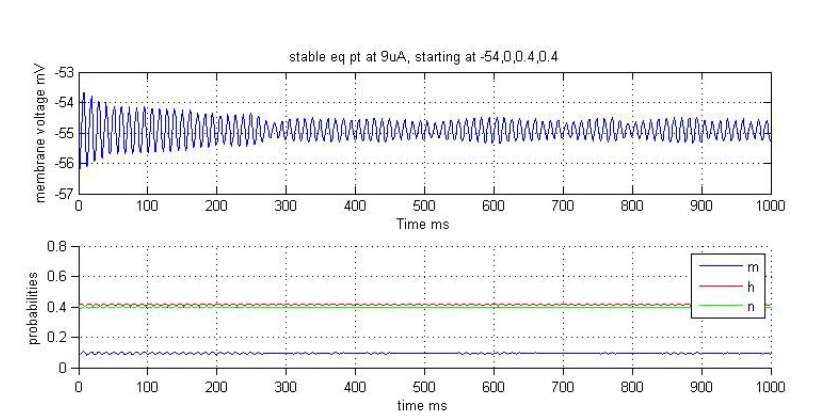 stable eq pt at 9uA, starting at -54,0,0.4,0.4
membrane voltage mV
-53
-54
-55
-56
-57
0 100 200 300 400 500 600 700 800 900 1000
Time ms
probabilities
0.8
0.6
0.4
0.2
0
m
h
n
0 100 200 300 400 500 600 700 800 900 1000
time ms